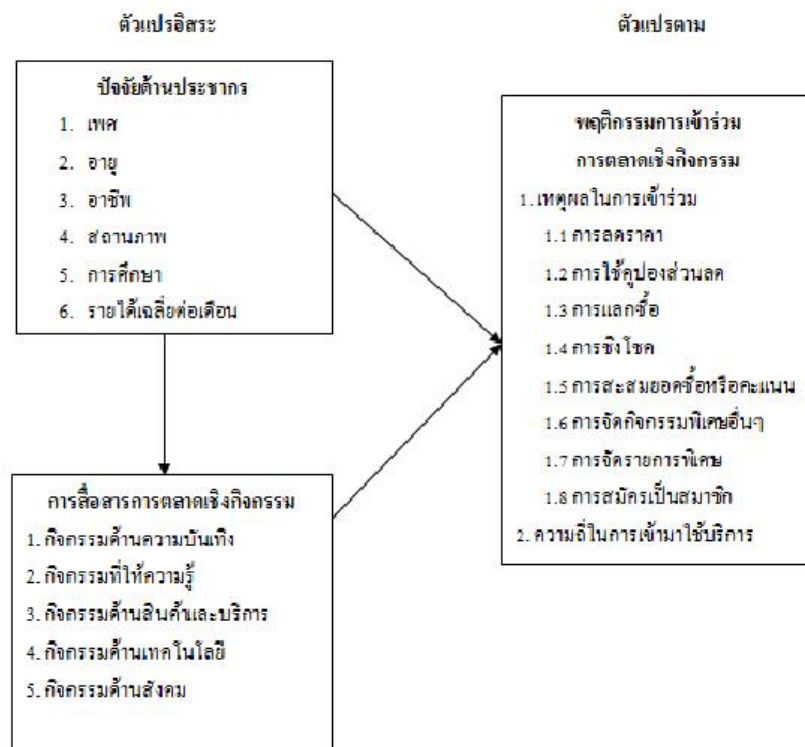 ตัวแปรอิสระ
ตัวแปรตาม
ปัจจัยด้านประชากร
1. เพศ
2. อายุ
3. อาชีพ
4. สถานภาพ
5. การศึกษา
6. รายได้เฉลี่ยต่อเดือน
การสื่อสารการตลาดเชิงกิจกรรม
1. กิจกรรมด้านความบันเทิง
2. กิจกรรมที่ให้ความรู้
3. กิจกรรมด้านสินค้าและบริการ
4. กิจกรรมด้านเทคโนโลยี
5. กิจกรรมด้านสังคม
พฤติกรรมการเข้าร่วม
การตลาดเชิงกิจกรรม
1. เหตุผลในการเข้าร่วม
1.1 การลดราคา
1.2 การใช้คูปองส่วนลด
1.3 การแลกซื้อ
1.4 การชิงโชค
1.5 การสะสมยอดซื้อหรือคะแนน
1.6 การจัดกิจกรรมพิเศษอื่นๆ
1.7 การจัดรายการพิเศษ
1.8 การสมัครเป็นสมาชิก
2. ความถี่ในการเข้ามาใช้บริการ